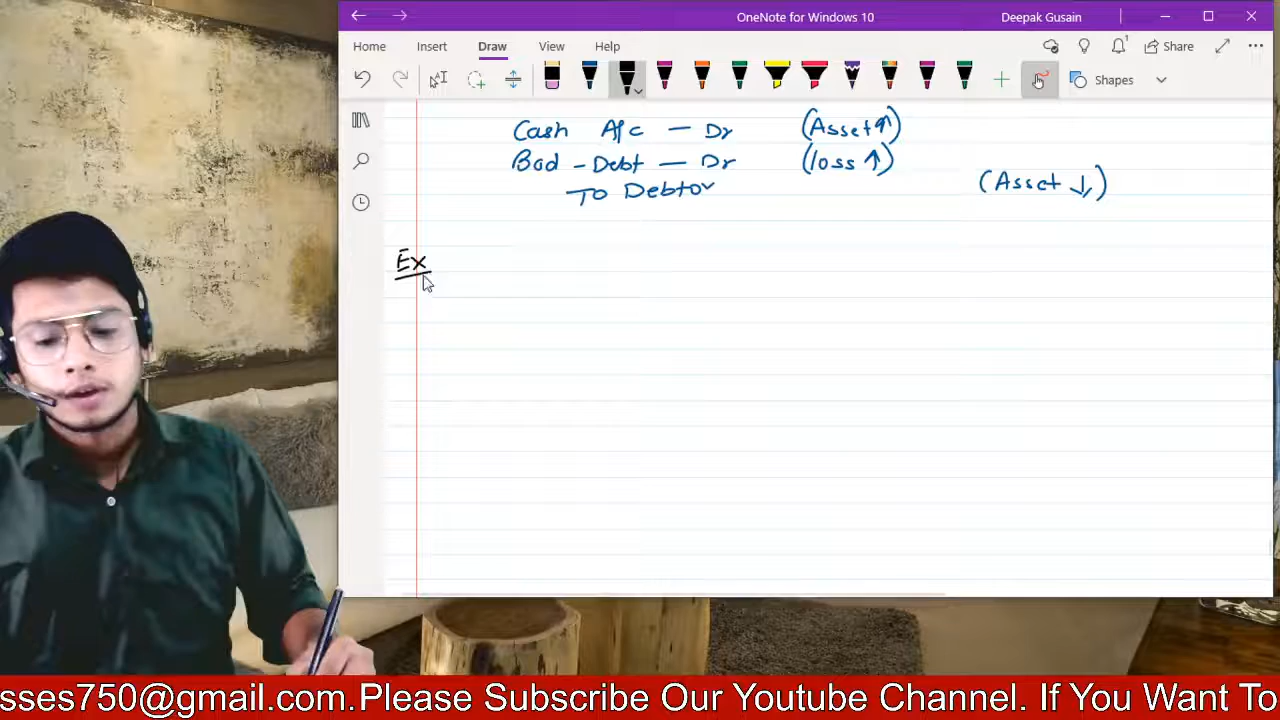 OneNote for Windows 10
Deepak Gusain
Home Insert Draw View Help
Share
Shapes
Cash A/c — Dr (Asset ↑)
Bad - Debt — Dr (loss ↑)
To Debtor (Asset ↓)
Ex
sses750@gmail.com.Please Subscribe Our Youtube Channel. If You Want To